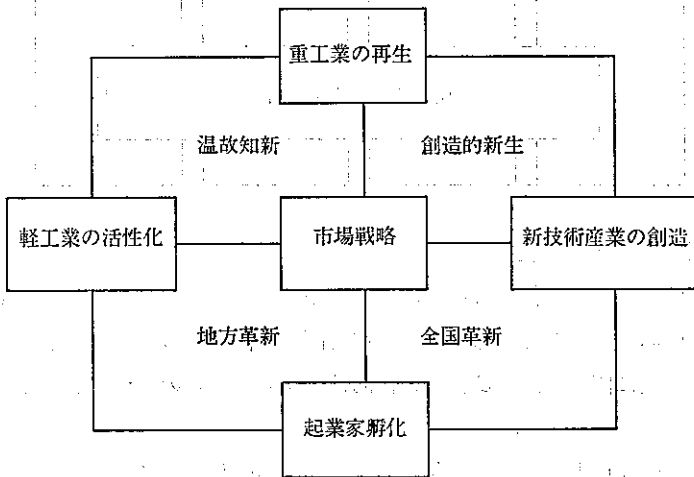 重工業の再生
温故知新
創造的新生
軽工業の活性化
市場戦略
新技術産業の創造
地方革新
全国革新
起業家孵化